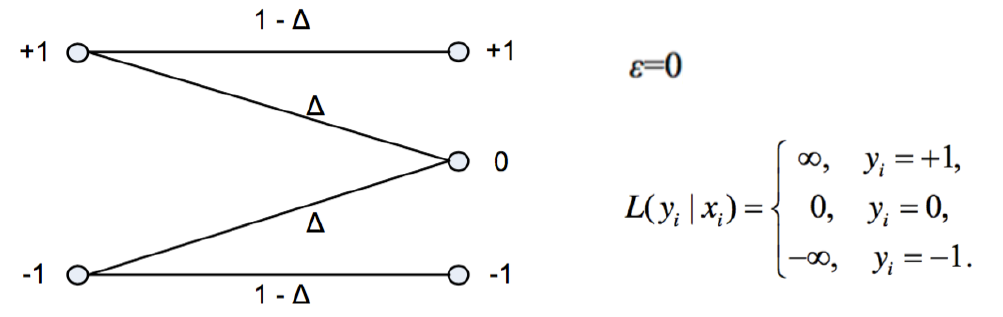 1 - Δ
+1 +1
Δ
0
Δ
-1 -1
1 - Δ
ε=0
L(y_i | x_i) = { ∞, y_i = +1,
0, y_i = 0,
−∞, y_i = −1.